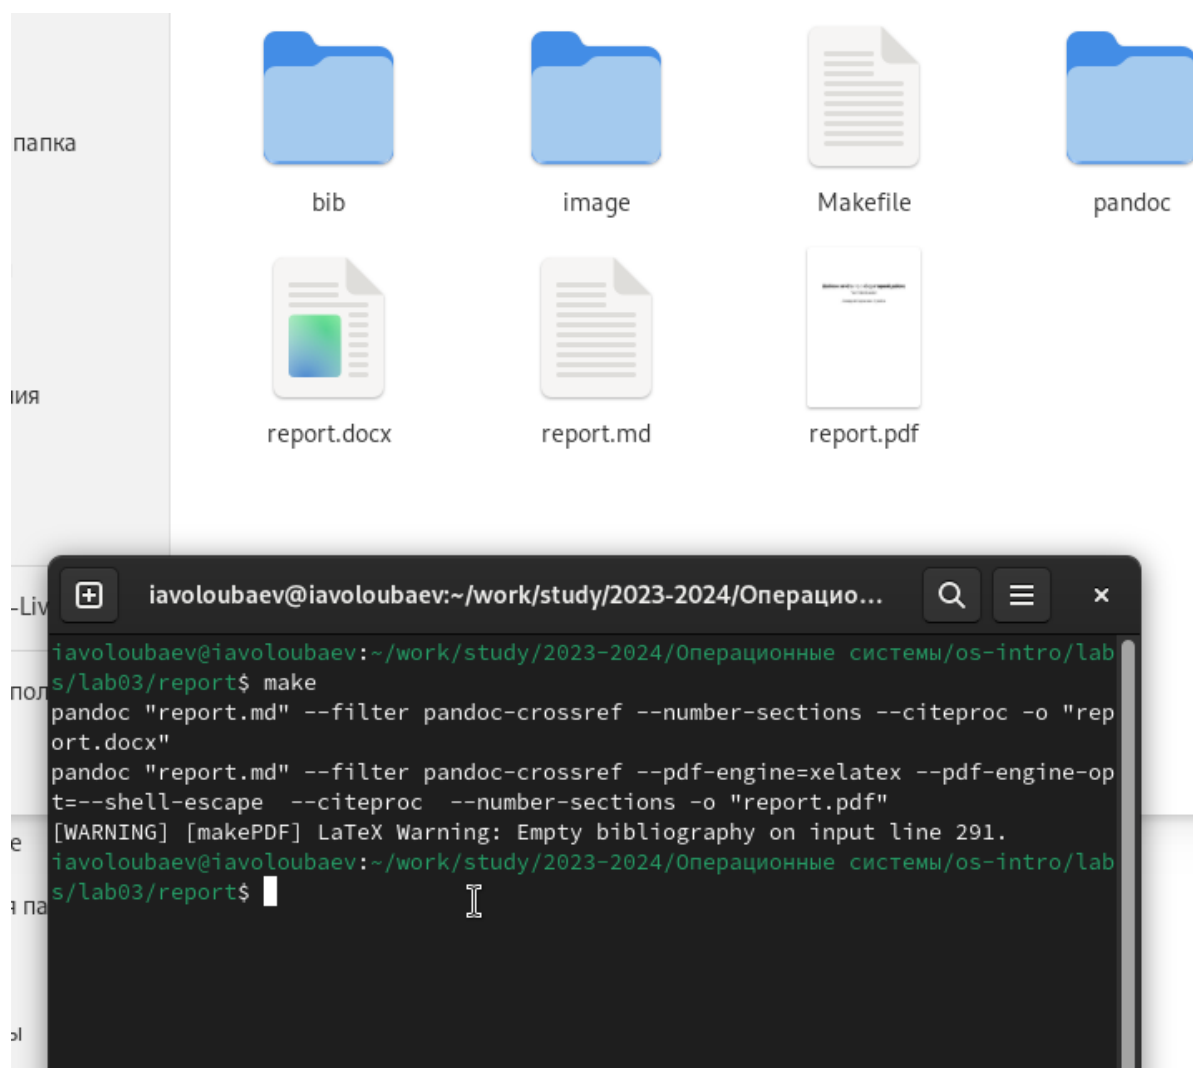 папка
bib
image
Makefile
pandoc
ния
report.docx
report.md
report.pdf
iavoloubaev@iavoloubaev:~/work/study/2023-2024/Операцио...
-Liv
пол
iavoloubaev@iavoloubaev:~/work/study/2023-2024/Операционные системы/os-intro/lab
s/lab03/report$ make
pandoc "report.md" --filter pandoc-crossref --number-sections --citeproc -o "rep
ort.docx"
pandoc "report.md" --filter pandoc-crossref --pdf-engine=xelatex --pdf-engine-op
t=--shell-escape  --citeproc  --number-sections -o "report.pdf"
[WARNING] [makePDF] LaTeX Warning: Empty bibliography on input line 291.
е
iavoloubaev@iavoloubaev:~/work/study/2023-2024/Операционные системы/os-intro/lab
s/lab03/report$
я па
ы